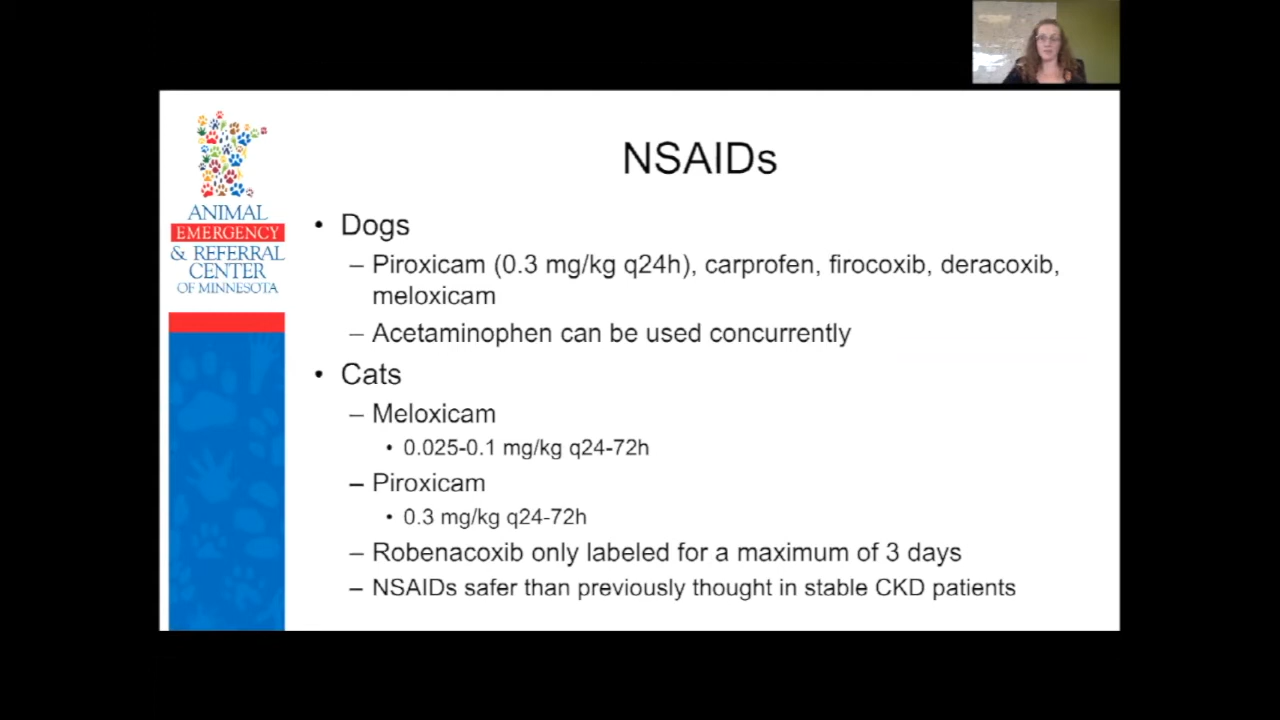 ANIMAL
EMERGENCY
& REFERRAL
CENTER
OF MINNESOTA
NSAIDs
• Dogs
– Piroxicam (0.3 mg/kg q24h), carprofen, firocoxib, deracoxib,
meloxicam
– Acetaminophen can be used concurrently
• Cats
– Meloxicam
• 0.025-0.1 mg/kg q24-72h
– Piroxicam
• 0.3 mg/kg q24-72h
– Robenacoxib only labeled for a maximum of 3 days
– NSAIDs safer than previously thought in stable CKD patients